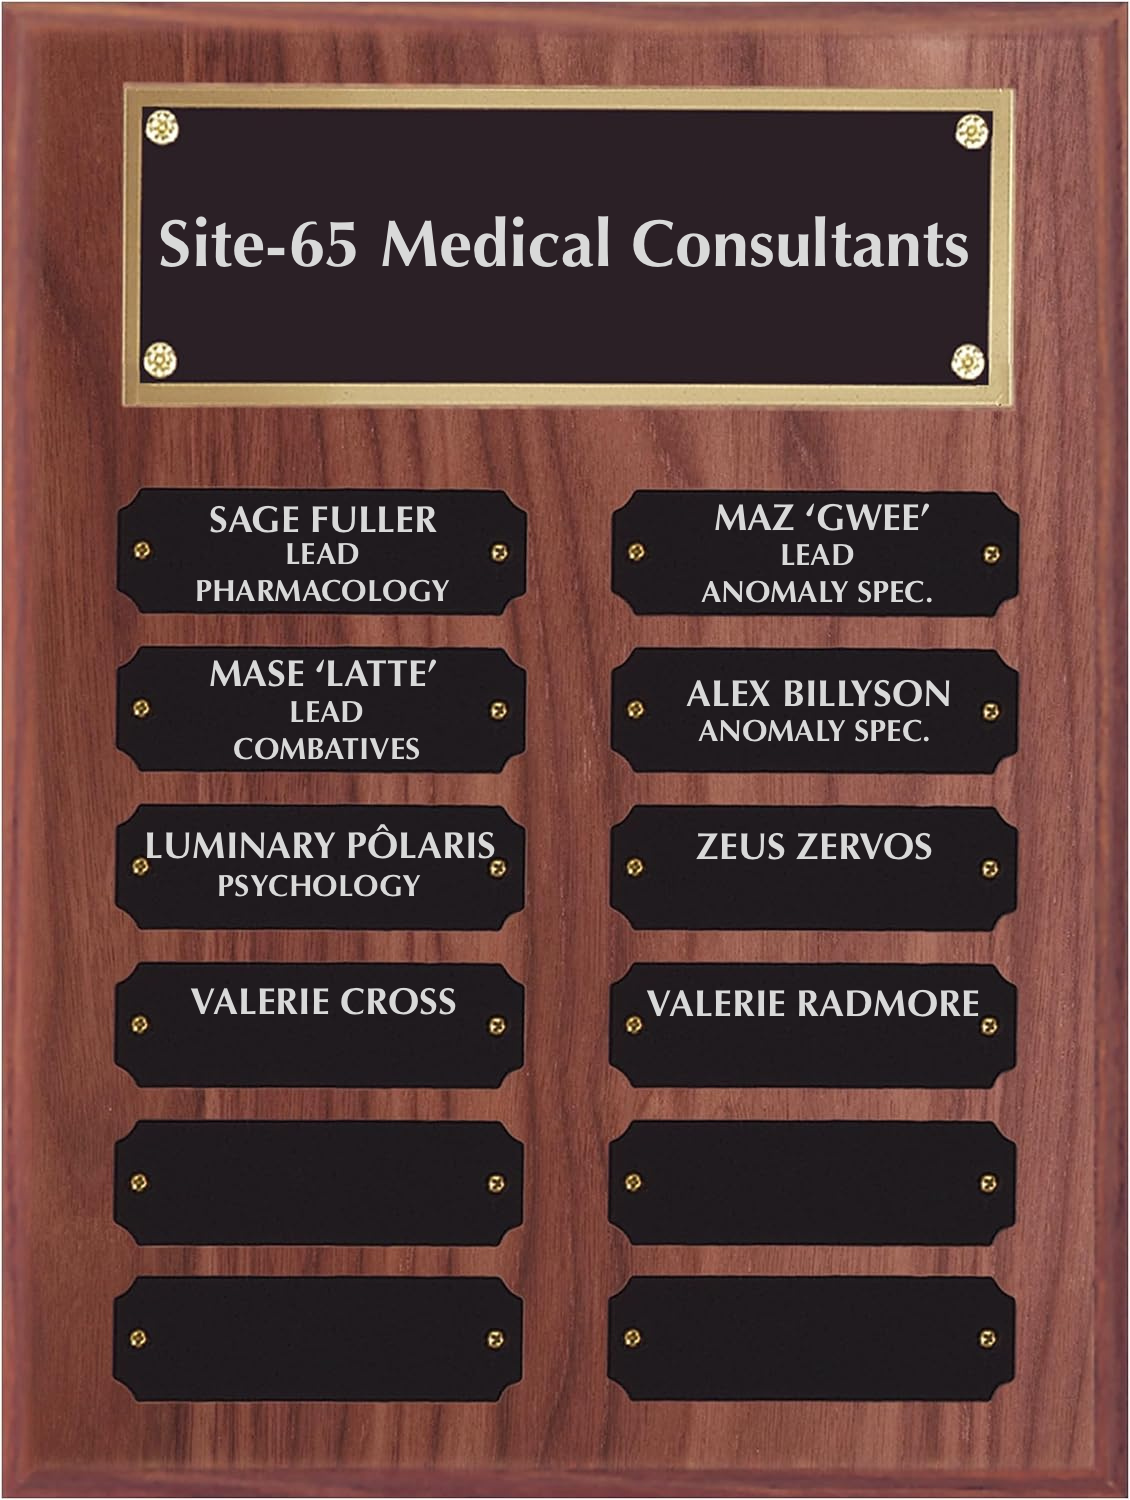 Site-65 Medical Consultants
SAGE FULLER
LEAD
PHARMACOLOGY
MAZ ‘GWEE’
LEAD
ANOMALY SPEC.
MASE ‘LATTE’
LEAD
COMBATIVES
ALEX BILLYSON
ANOMALY SPEC.
LUMINARY PÔLARIS
PSYCHOLOGY
ZEUS ZERVOS
VALERIE CROSS
VALERIE RADMORE